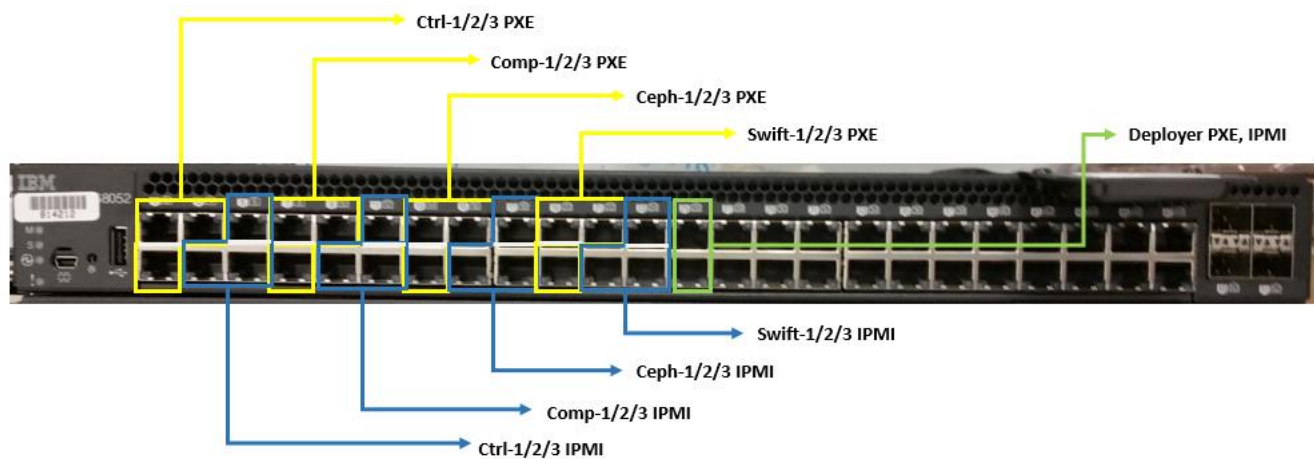 Ctrl-1/2/3 PXE
Comp-1/2/3 PXE
Ceph-1/2/3 PXE
Swift-1/2/3 PXE
Deployer PXE, IPMI
IBM
G8052
814212
M
S
Swift-1/2/3 IPMI
Ceph-1/2/3 IPMI
Comp-1/2/3 IPMI
Ctrl-1/2/3 IPMI